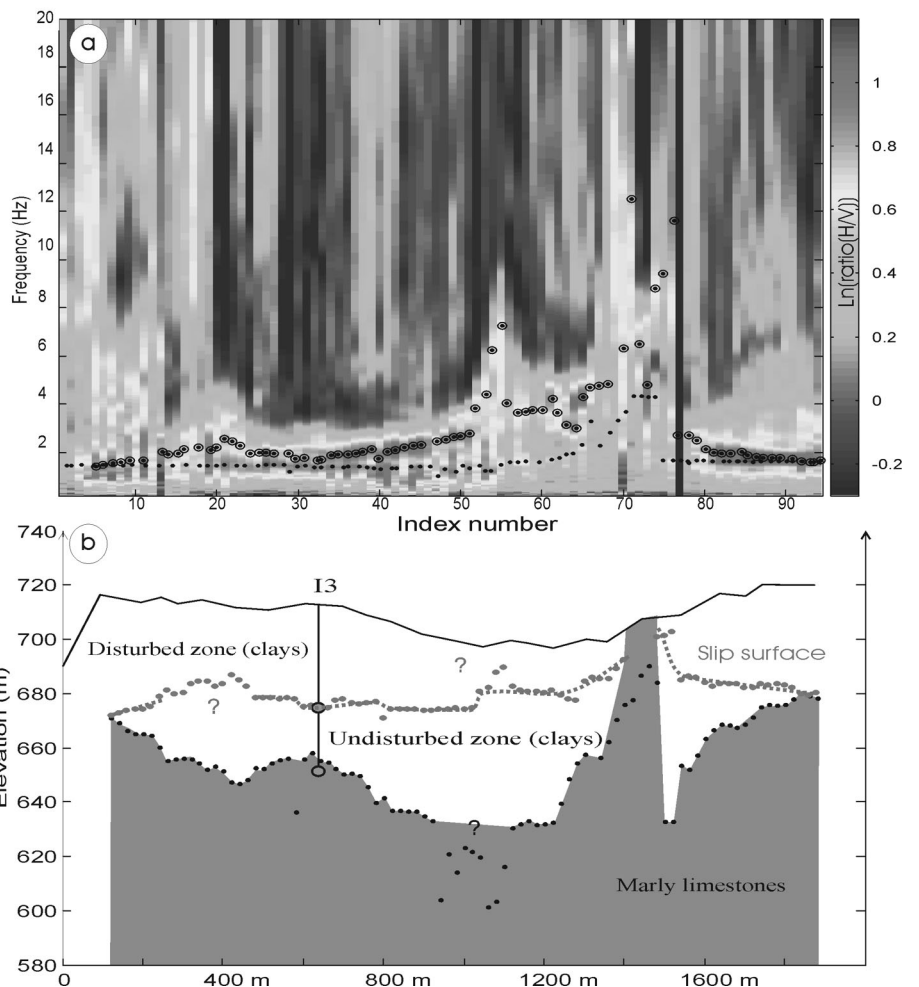 a
20
18
16
14
12
10
8
6
4
2
Frequency (Hz)
10 20 30 40 50 60 70 80 90
Index number
1
0.8
0.6
0.4
0.2
0
-0.2
Ln(ratio(H/V))
b
740
720
700
680
660
640
620
600
580
Elevation (m)
I3
Disturbed zone (clays)
?
Slip surface
?
Undisturbed zone (clays)
?
Marly limestones
0 400 m 800 m 1200 m 1600 m